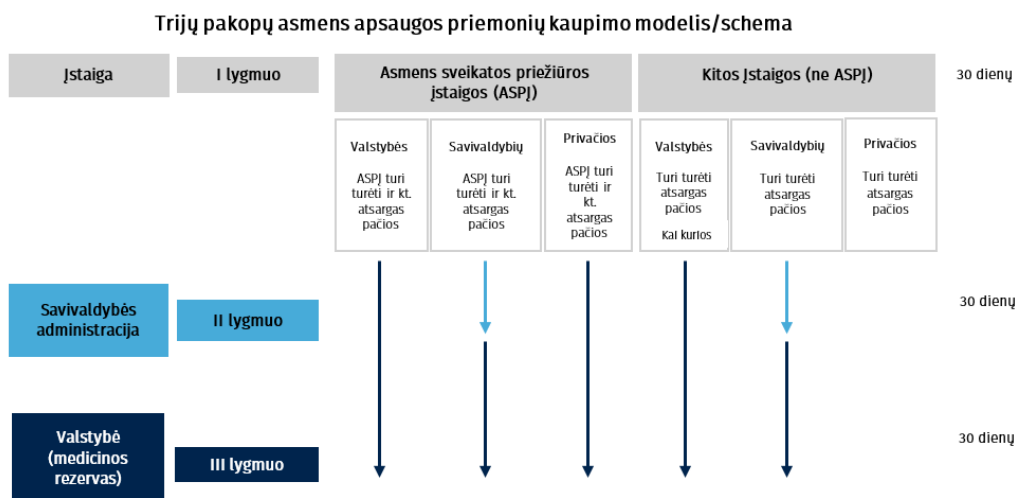 Trijų pakopų asmens apsaugos priemonių kaupimo modelis/schema
Įstaiga
I lygmuo
Asmens sveikatos priežiūros
įstaigos (ASPĮ)
Kitos Įstaigos (ne ASPĮ)
30 dienų
Valstybės
ASPĮ turi
turėti ir kt.
atsargas
pačios
Savivaldybių
ASPĮ turi
turėti ir kt.
atsargas
pačios
Privačios
ASPĮ turi
turėti ir
kt.
atsargas
pačios
Valstybės
Turi turėti
atsargas
pačios
Kai kurios
Savivaldybių
Turi turėti
atsargas
pačios
Privačios
Turi turėti
atsargas
pačios
Savivaldybės
administracija
II lygmuo
30 dienų
Valstybė
(medicinos
rezervas)
III lygmuo
30 dienų